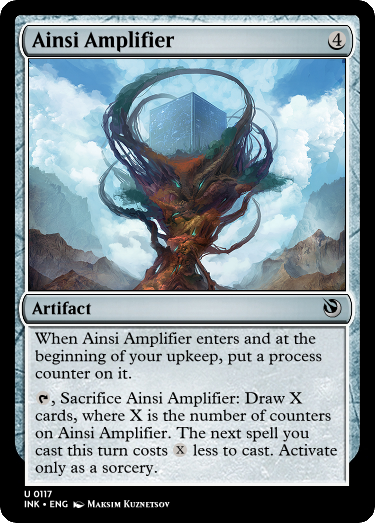 Ainsi Amplifier 4
Artifact
When Ainsi Amplifier enters and at the
beginning of your upkeep, put a process
counter on it.
, Sacrifice Ainsi Amplifier: Draw X
cards, where X is the number of counters
on Ainsi Amplifier. The next spell you
cast this turn costs X less to cast. Activate
only as a sorcery.
U 0117
INK • ENG Maksim Kuznetsov